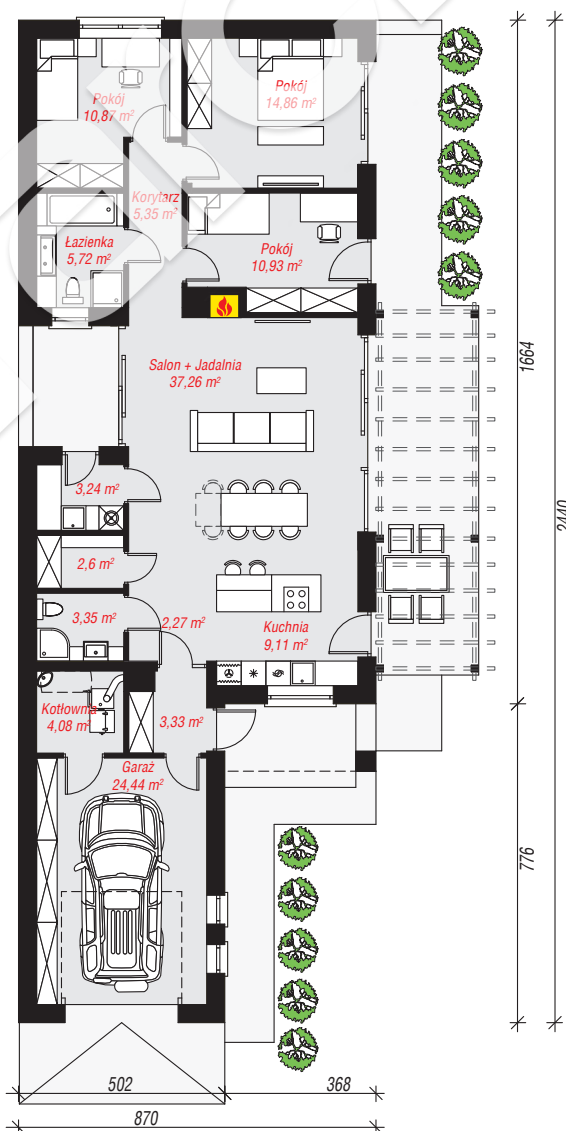 Pokój
10,87 m²
Pokój
14,86 m²
Korytarz
5,35 m²
Łazienka
5,72 m²
Pokój
10,93 m²
Salon + Jadalnia
37,26 m²
3,24 m²
2,6 m²
3,35 m²
2,27 m²
Kuchnia
9,11 m²
Kotłownia
4,08 m²
3,33 m²
Garaż
24,44 m²
1664
2440
776
502
368
870